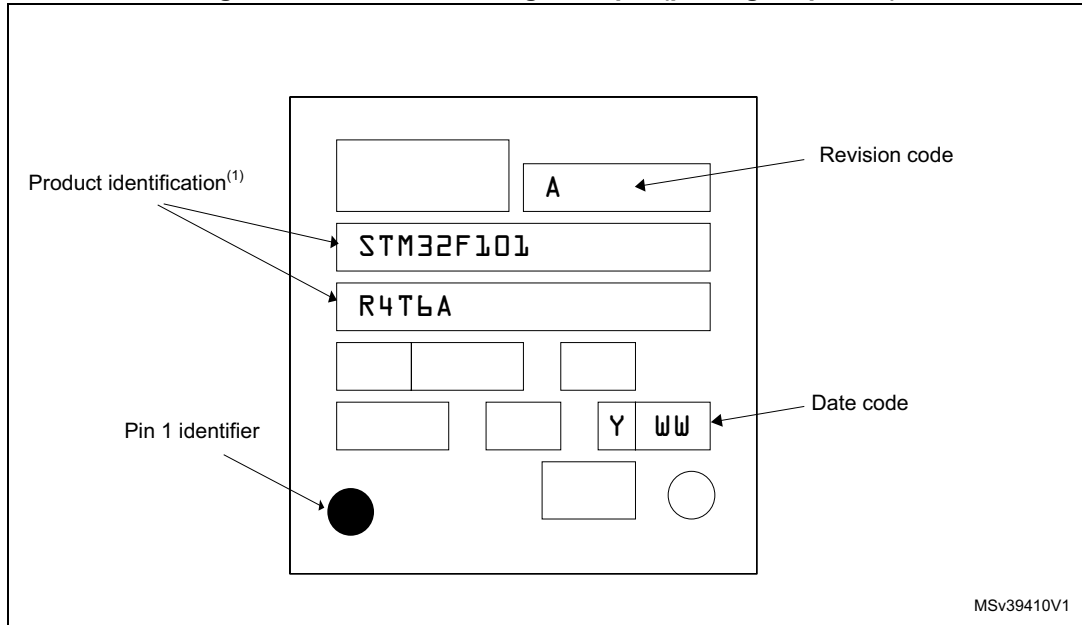 Revision code
A
Product identification(1)
STM32F101
R4T6A
Date code
Y WW
Pin 1 identifier
MSv39410V1